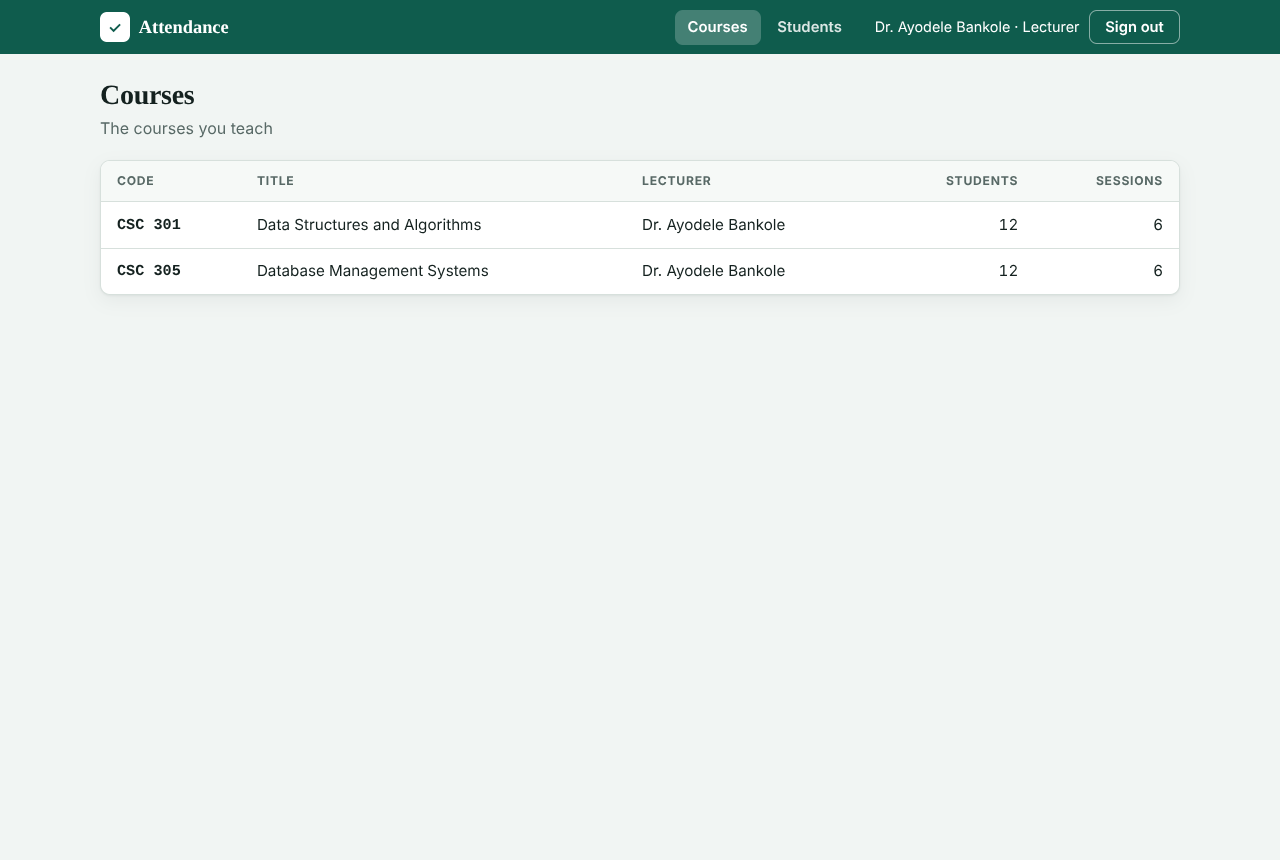 Attendance Courses Students Dr. Ayodele Bankole · Lecturer Sign out
Courses
The courses you teach
CODE TITLE LECTURER STUDENTS SESSIONS
CSC 301 Data Structures and Algorithms Dr. Ayodele Bankole 12 6
CSC 305 Database Management Systems Dr. Ayodele Bankole 12 6